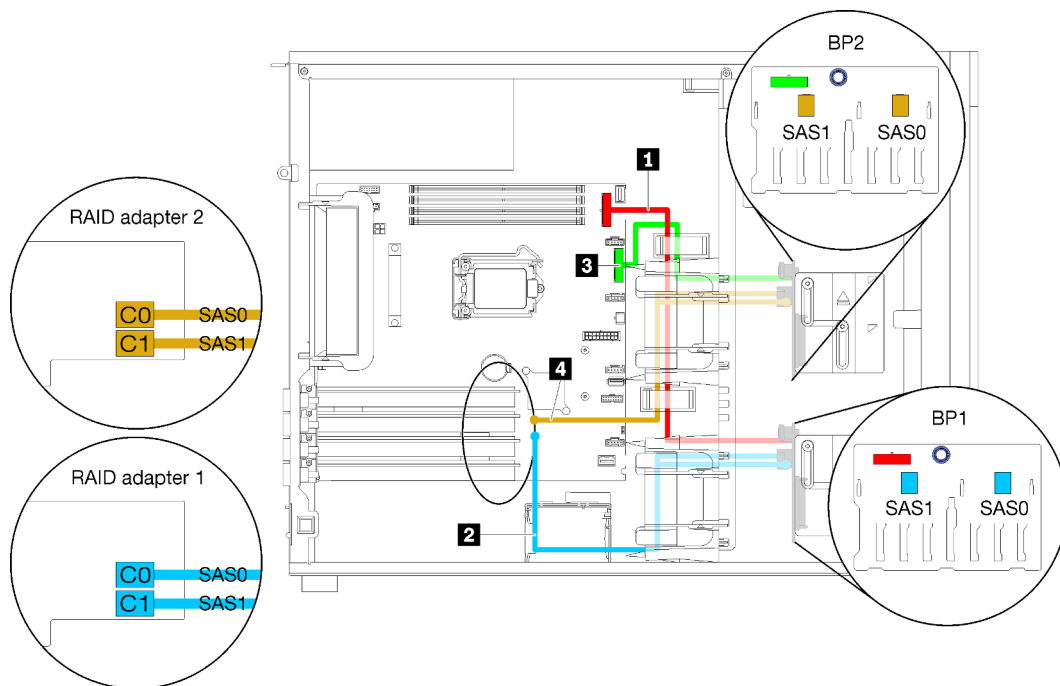 BP2
SAS1 SAS0
1
RAID adapter 2
3
C0 SAS0
C1 SAS1
4
BP1
RAID adapter 1
SAS1 SAS0
2
C0 SAS0
C1 SAS1